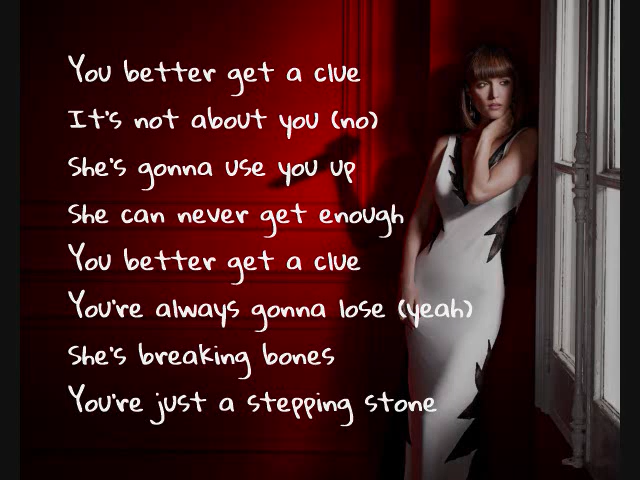 You better get a clue
It's not about you (no)
She's gonna use you up
She can never get enough
You better get a clue
You're always gonna lose (yeah)
She's breaking bones
You're just a stepping stone